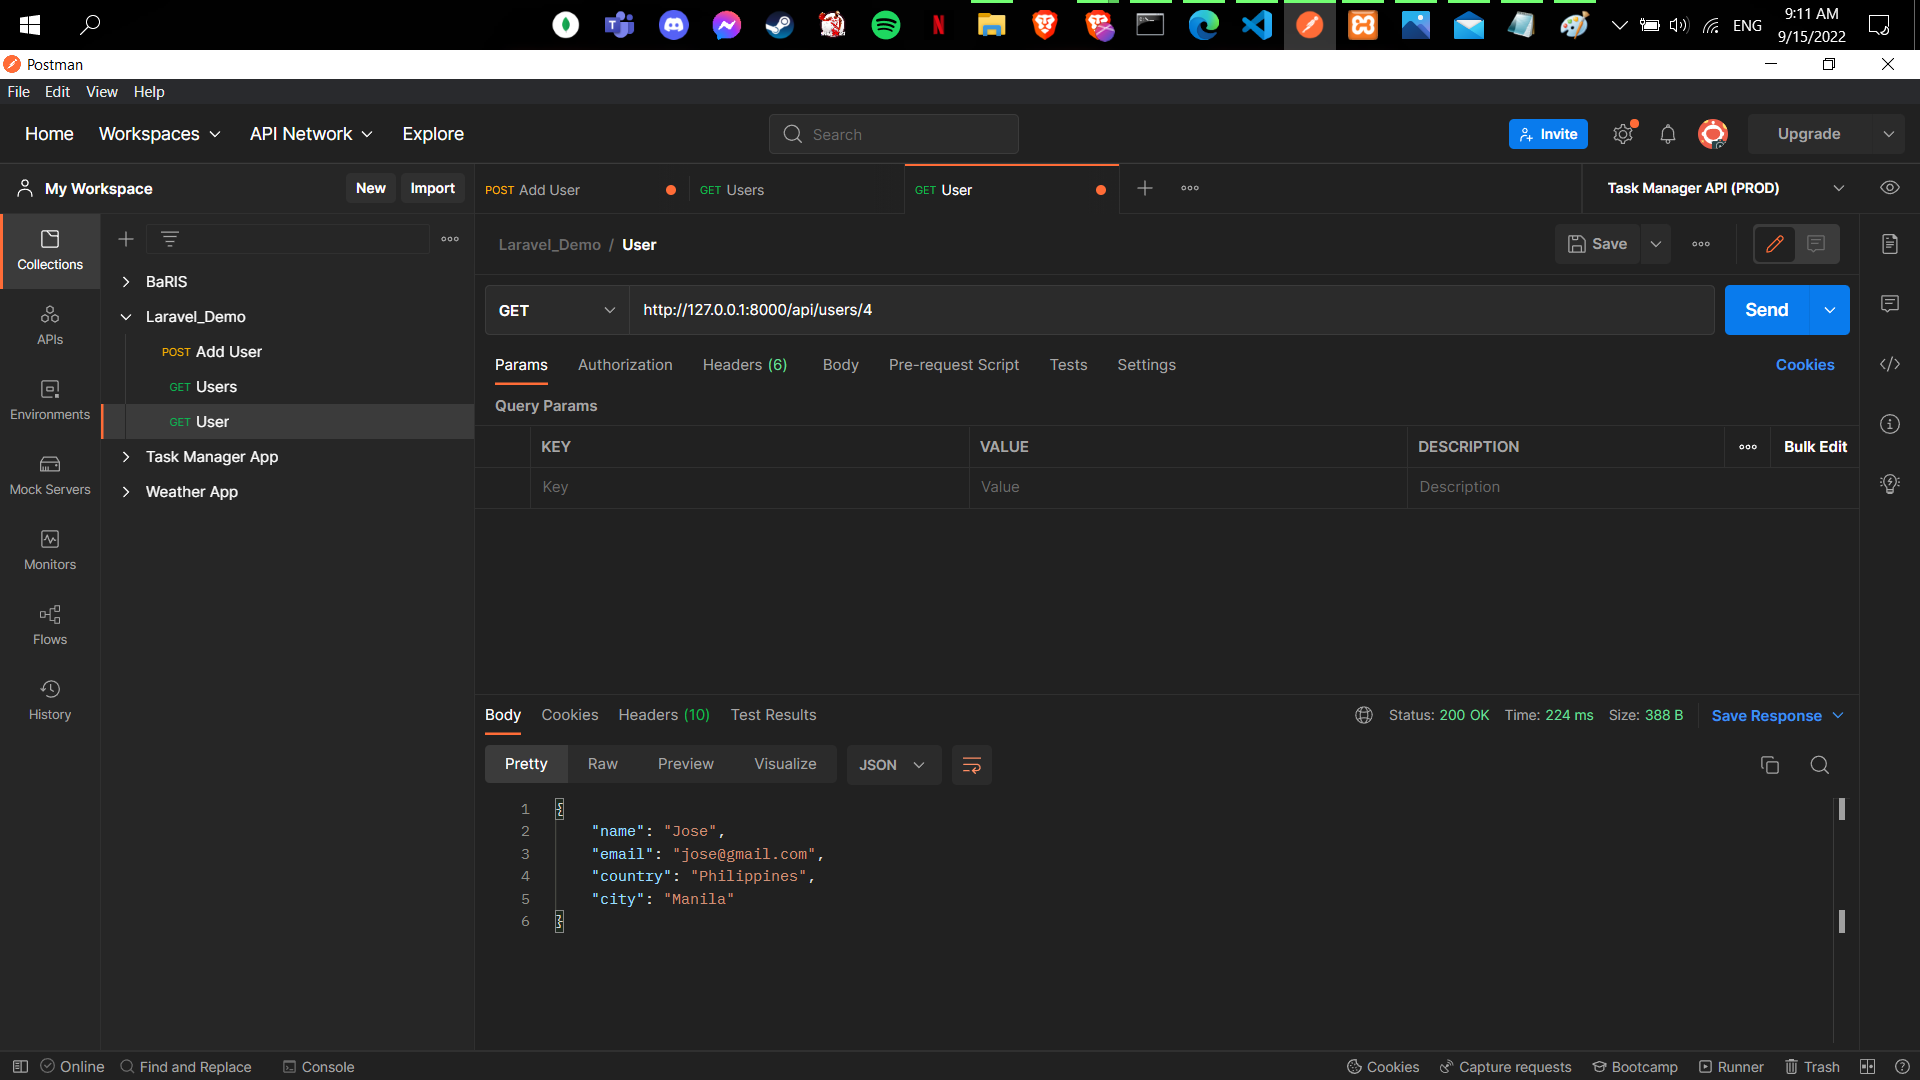 ENG
9:11 AM
9/15/2022
Postman
File Edit View Help
Home Workspaces API Network Explore
Search
Invite
Upgrade
My Workspace
New Import
POST Add User
GET Users
GET User
Task Manager API (PROD)
Collections
APIs
Environments
Mock Servers
Monitors
Flows
History
BaRIS
Laravel_Demo
POST Add User
GET Users
GET User
Task Manager App
Weather App
Laravel_Demo / User
Save
GET http://127.0.0.1:8000/api/users/4
Send
Params Authorization Headers (6) Body Pre-request Script Tests Settings
Cookies
Query Params
KEY VALUE DESCRIPTION Bulk Edit
Key Value Description
Body Cookies Headers (10) Test Results
Status: 200 OK Time: 224 ms Size: 388 B Save Response
Pretty Raw Preview Visualize JSON
1 {
2 "name": "Jose",
3 "email": "jose@gmail.com",
4 "country": "Philippines",
5 "city": "Manila"
6 }
Online Find and Replace Console
Cookies Capture requests Bootcamp Runner Trash